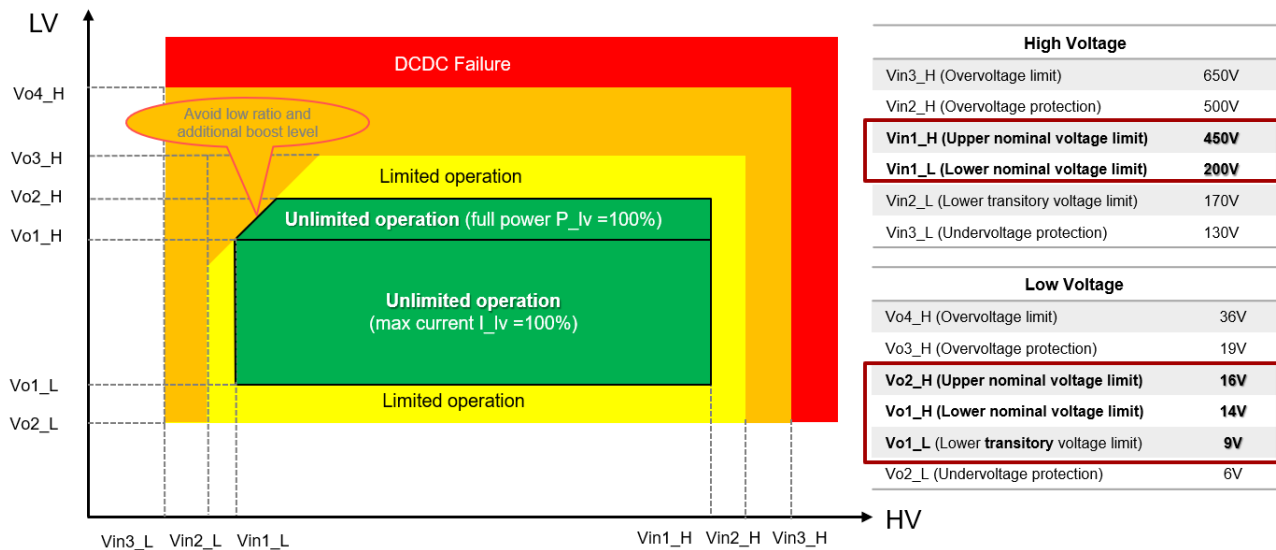 LV
DCDC Failure
Vo4_H
Avoid low ratio and
additional boost level
Vo3_H
Limited operation
Vo2_H
Unlimited operation (full power P_lv =100%)
Vo1_H
Unlimited operation
(max current I_lv =100%)
Vo1_L
Limited operation
Vo2_L
HV
Vin3_L Vin2_L Vin1_L Vin1_H Vin2_H Vin3_H
High Voltage
Vin3_H (Overvoltage limit) 650V
Vin2_H (Overvoltage protection) 500V
Vin1_H (Upper nominal voltage limit) 450V
Vin1_L (Lower nominal voltage limit) 200V
Vin2_L (Lower transitory voltage limit) 170V
Vin3_L (Undervoltage protection) 130V
Low Voltage
Vo4_H (Overvoltage limit) 36V
Vo3_H (Overvoltage protection) 19V
Vo2_H (Upper nominal voltage limit) 16V
Vo1_H (Lower nominal voltage limit) 14V
Vo1_L (Lower transitory voltage limit) 9V
Vo2_L (Undervoltage protection) 6V